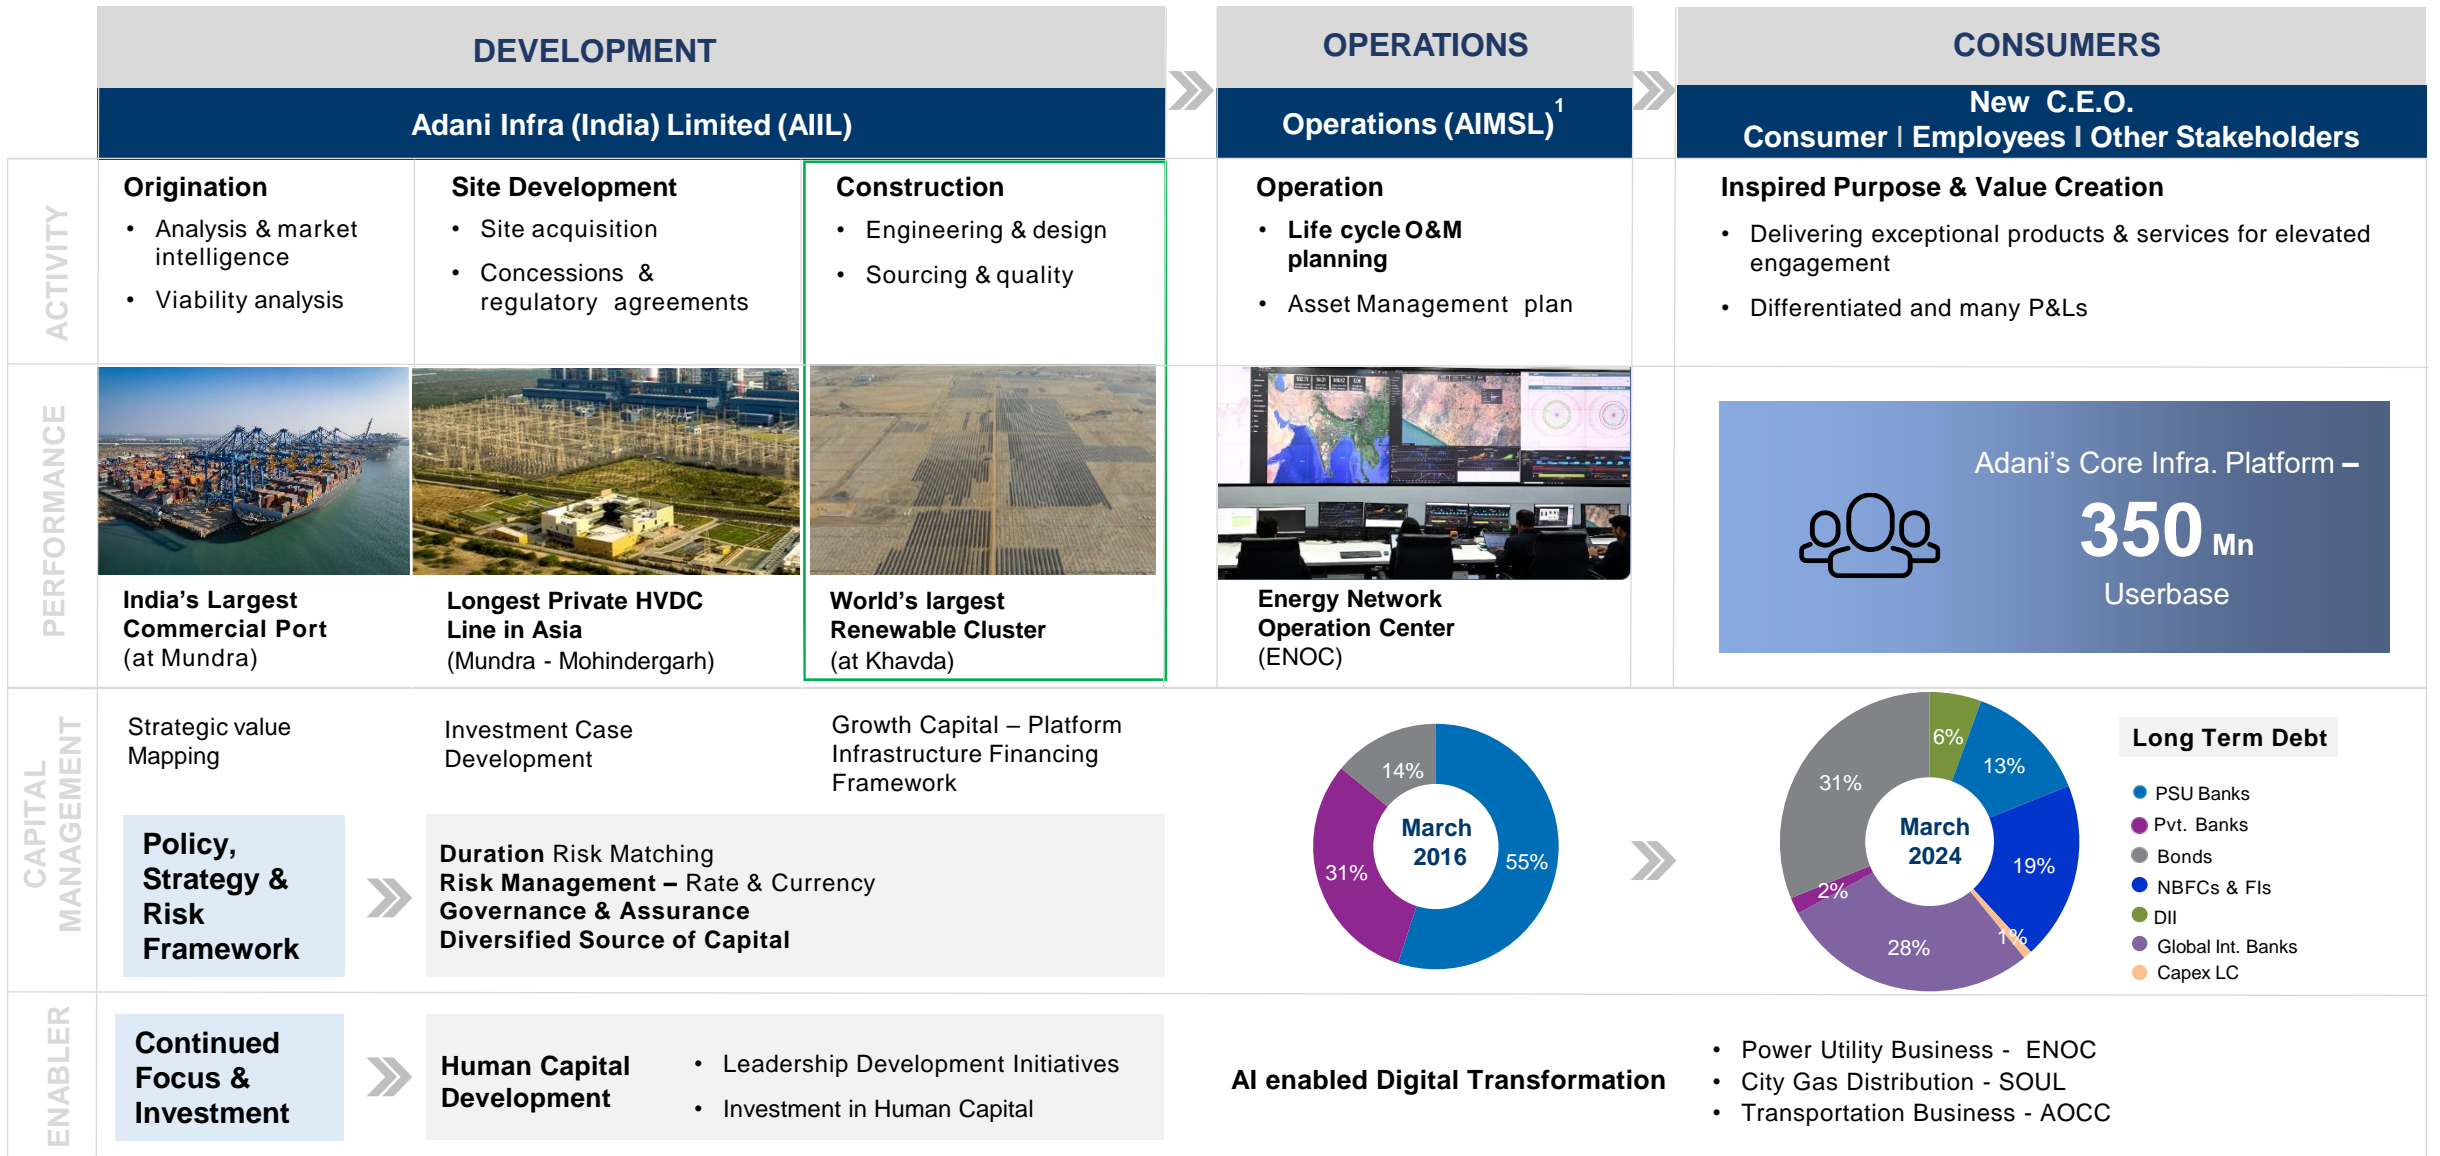 DEVELOPMENT
OPERATIONS
CONSUMERS
Adani Infra (India) Limited (AIIL)
Operations (AIMSL)1
New C.E.O.
Consumer l Employees l Other Stakeholders
ACTIVITY
Origination
• Analysis & market
intelligence
• Viability analysis
Site Development
• Site acquisition
• Concessions &
regulatory agreements
Construction
• Engineering & design
• Sourcing & quality
Operation
• Life cycle O&M
planning
• Asset Management plan
Inspired Purpose & Value Creation
• Delivering exceptional products & services for elevated
engagement
• Differentiated and many P&Ls
PERFORMANCE
India's Largest
Commercial Port
(at Mundra)
Longest Private HVDC
Line in Asia
(Mundra - Mohindergarh)
World's largest
Renewable Cluster
(at Khavda)
Energy Network
Operation Center
(ENOC)
Adani's Core Infra. Platform –
350 Mn
Userbase
CAPITAL
MANAGEMENT
Strategic value
Mapping
Investment Case
Development
Growth Capital – Platform
Infrastructure Financing
Framework
Policy,
Strategy &
Risk
Framework
Duration Risk Matching
Risk Management – Rate & Currency
Governance & Assurance
Diversified Source of Capital
14%
March
2016
55%
31%
6%
13%
31%
March
2024
19%
2%
1%
28%
Long Term Debt
PSU Banks
Pvt. Banks
Bonds
NBFCs & FIs
DII
Global Int. Banks
Capex LC
ENABLER
Continued
Focus &
Investment
Human Capital
Development
• Leadership Development Initiatives
• Investment in Human Capital
AI enabled Digital Transformation
• Power Utility Business - ENOC
• City Gas Distribution - SOUL
• Transportation Business - AOCC